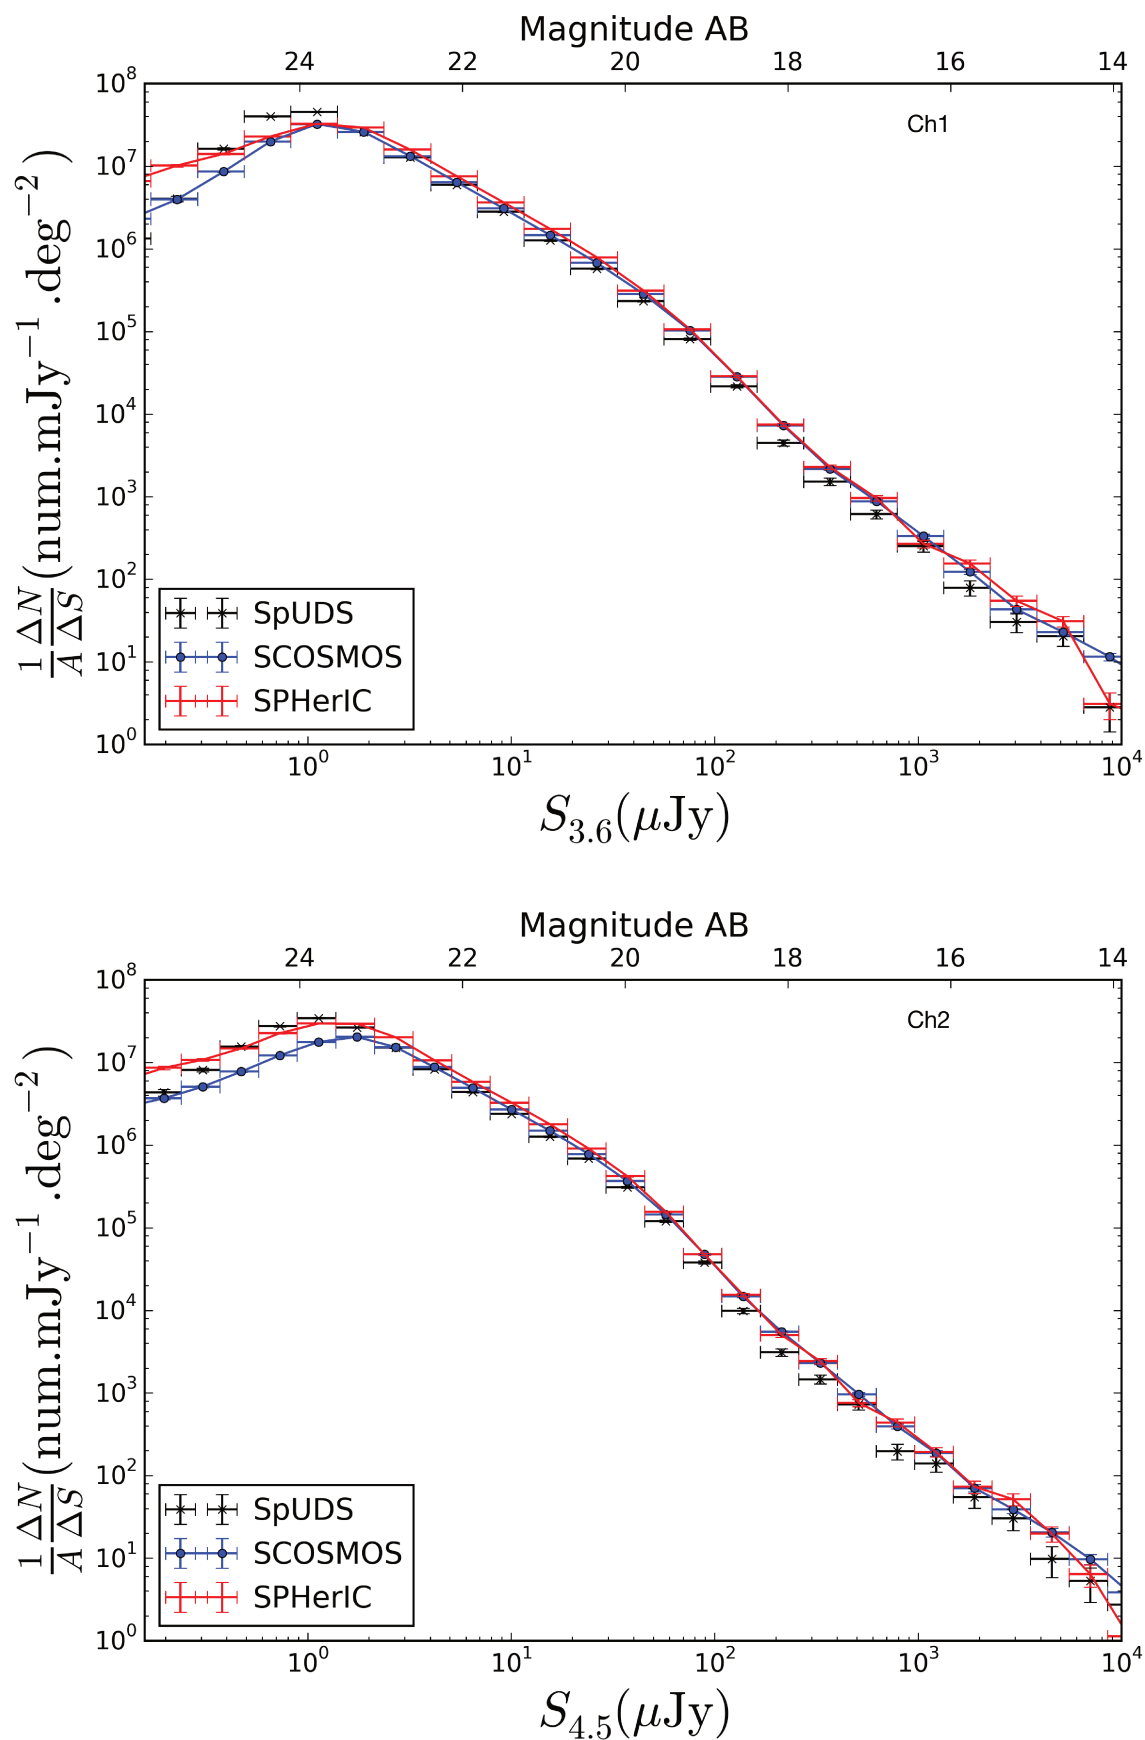 Magnitude AB
24 22 20 18 16 14
Ch1
10^8
10^7
10^6
10^5
10^4
10^3
10^2
10^1
10^0
1/A ΔN/ΔS (num.mJy^−1 .deg^−2)
SpUDS
SCOSMOS
SPHerIC
10^0 10^1 10^2 10^3 10^4
S_3.6(μJy)
Magnitude AB
24 22 20 18 16 14
Ch2
10^8
10^7
10^6
10^5
10^4
10^3
10^2
10^1
10^0
1/A ΔN/ΔS (num.mJy^−1 .deg^−2)
SpUDS
SCOSMOS
SPHerIC
10^0 10^1 10^2 10^3 10^4
S_4.5(μJy)